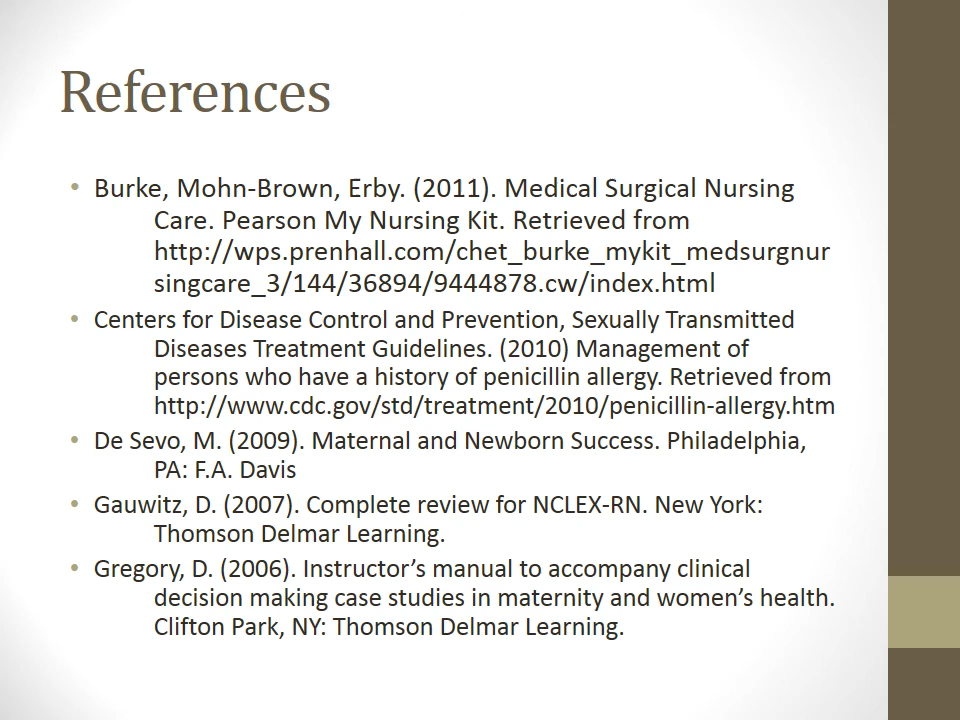 References
• Burke, Mohn-Brown, Erby. (2011). Medical Surgical Nursing
Care. Pearson My Nursing Kit. Retrieved from
http://wps.prenhall.com/chet_burke_mykit_medsurgnur
singcare_3/144/36894/9444878.cw/index.html
• Centers for Disease Control and Prevention, Sexually Transmitted
Diseases Treatment Guidelines. (2010) Management of
persons who have a history of penicillin allergy. Retrieved from
http://www.cdc.gov/std/treatment/2010/penicillin-allergy.htm
• De Sevo, M. (2009). Maternal and Newborn Success. Philadelphia,
PA: F.A. Davis
• Gauwitz, D. (2007). Complete review for NCLEX-RN. New York:
Thomson Delmar Learning.
• Gregory, D. (2006). Instructor’s manual to accompany clinical
decision making case studies in maternity and women’s health.
Clifton Park, NY: Thomson Delmar Learning.